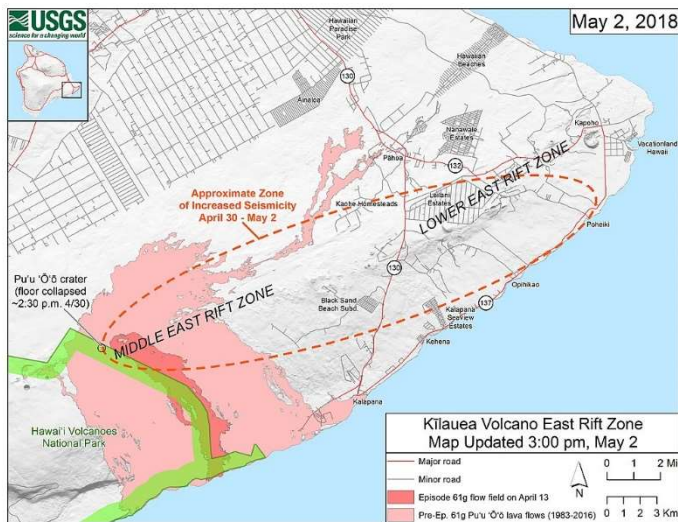 USGS
science for a changing world
May 2, 2018
Hawaiian
Paradise
Park
130
Hawaiian
Beaches
Ainaloa
Nanawale
Estates
Kapoho
Vacationland
Hawaii
Pāhoa
132
Approximate Zone
of Increased Seismicity
April 30 - May 2
LOWER EAST RIFT ZONE
Leilani
Estates
Kaohe Homesteads
Pohoiki
Pu'u 'Ō'ō crater
(floor collapsed
~2:30 p.m. 4/30)
MIDDLE EAST RIFT ZONE
130
Opihikao
137
Black Sand
Beach Subd.
Kalapana
Seaview
Estates
Kehena
Kalapana
Hawai'i Volcanoes
National Park
Kīlauea Volcano East Rift Zone
Map Updated 3:00 pm, May 2
Major road
Minor road
Episode 61g flow field on April 13
Pre-Ep. 61g Pu'u 'Ō'ō lava flows (1983-2016)
N
0 1 2 Mi
0 1 2 3 Km